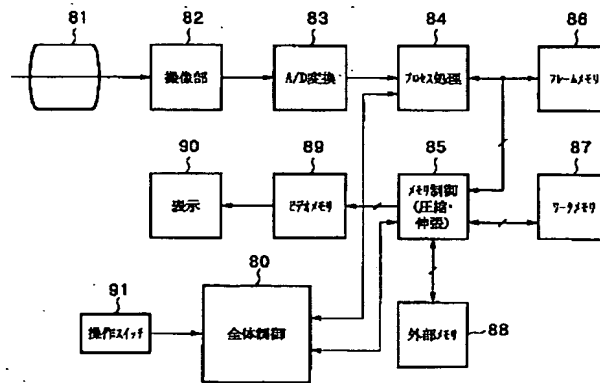 81
82
83
84
86
撮像部
A/D変換
プロセス処理
フレームメモリ
90
89
85
87
表示
ビデオメモリ
メモリ制御
(圧縮・
伸張)
ワークメモリ
91
80
操作スイッチ
全体制御
外部メモリ
88